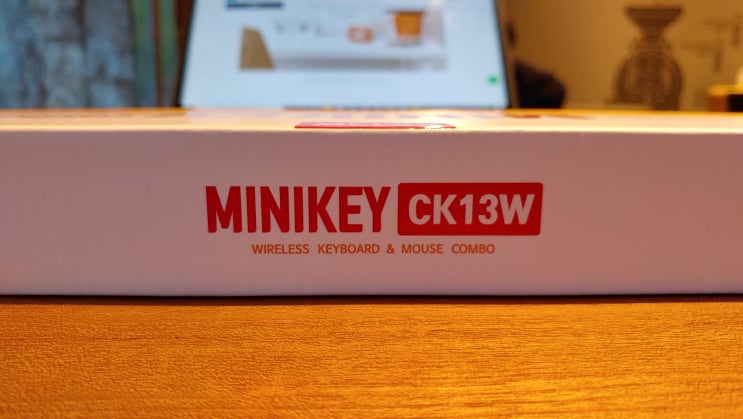 MINIKEY CK13W
WIRELESS KEYBOARD & MOUSE COMBO